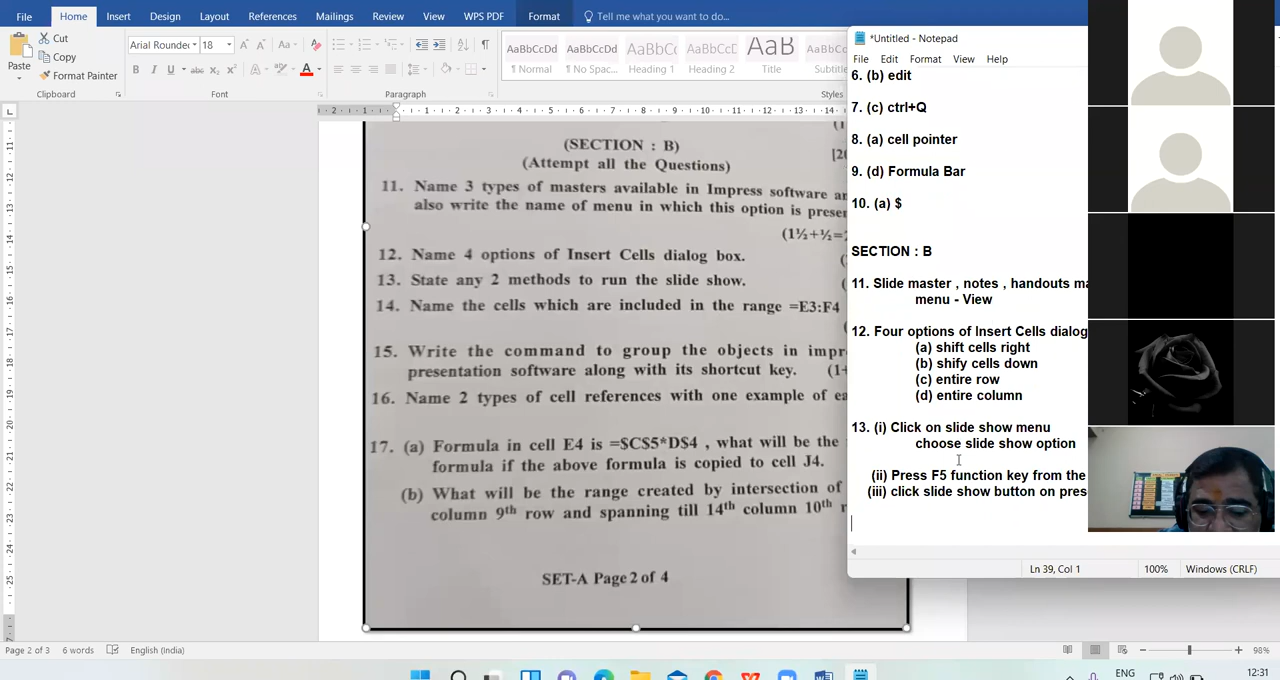 File Home Insert Design Layout References Mailings Review View WPS PDF Format Tell me what you want to do...
Paste Cut
Copy
Format Painter
Clipboard
Arial Rounde 18
Font
Paragraph
AaBbCcDd AaBbCcDd AaBbC AaBbCcD AaB AaBbCc
¶ Normal ¶ No Spac... Heading 1 Heading 2 Title Subtitle
Styles
(SECTION : B)
(Attempt all the Questions)
[20
11. Name 3 types of masters available in Impress software an
also write the name of menu in which this option is prese
(1½+½=
12. Name 4 options of Insert Cells dialog box.
13. State any 2 methods to run the slide show.
14. Name the cells which are included in the range =E3:F4
15. Write the command to group the objects in impr
presentation software along with its shortcut key. (1+
16. Name 2 types of cell references with one example of ea
17. (a) Formula in cell E4 is =$C$5*D$4 , what will be the
formula if the above formula is copied to cell J4.
(b) What will be the range created by intersection of
column 9th row and spanning till 14th column 10th r
SET-A Page 2 of 4
*Untitled - Notepad
File Edit Format View Help
6. (b) edit
7. (c) ctrl+Q
8. (a) cell pointer
9. (d) Formula Bar
10. (a) $
SECTION : B
11. Slide master , notes , handouts ma
menu - View
12. Four options of Insert Cells dialog
(a) shift cells right
(b) shify cells down
(c) entire row
(d) entire column
13. (i) Click on slide show menu
choose slide show option
(ii) Press F5 function key from the
(iii) click slide show button on pres
Ln 39, Col 1 100% Windows (CRLF)
Page 2 of 3 6 words English (India) 98%
ENG 12:31